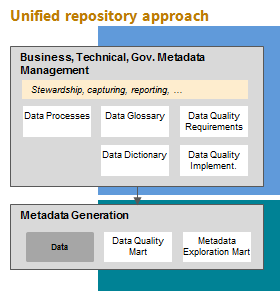 Unified repository approach
Business, Technical, Gov. Metadata
Management
Stewardship, capturing, reporting, …
Data Processes
Data Glossary
Data Quality
Requirements
Data Dictionary
Data Quality
Implement.
Metadata Generation
Data
Data Quality
Mart
Metadata
Exploration Mart